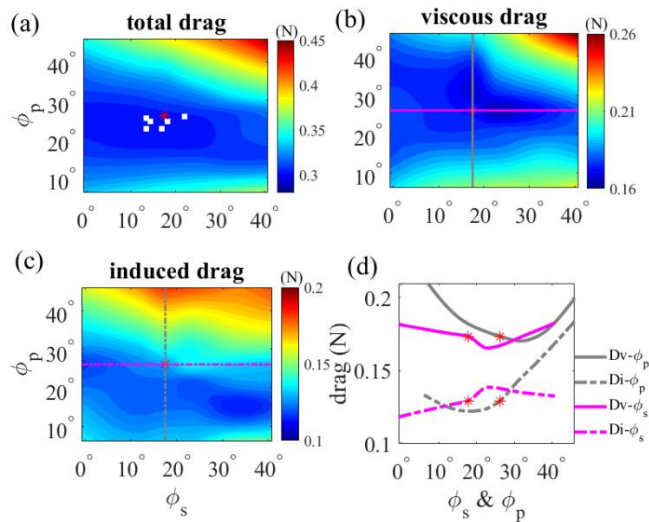 (a) total drag (N)
ϕp
40° 30° 20° 10°
0° 10° 20° 30° 40°
0.45 0.4 0.35 0.3
(b) viscous drag (N)
40° 30° 20° 10°
0° 10° 20° 30° 40°
0.26 0.21 0.16
(c) induced drag (N)
ϕp
40° 30° 20° 10°
0° 10° 20° 30° 40°
ϕs
0.2 0.15 0.1
(d)
drag (N)
0.2
0.1
0° 10° 20° 30° 40°
ϕs & ϕp
Dv-ϕp
Di-ϕp
Dv-ϕs
Di-ϕs